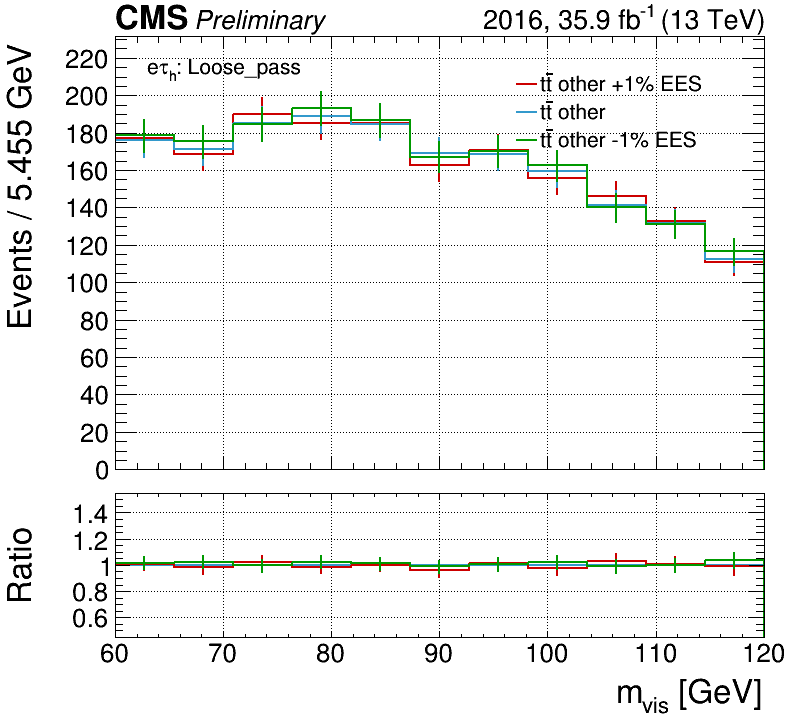 CMS Preliminary 2016, 35.9 fb⁻¹ (13 TeV)
eτₕ: Loose_pass
tt̄ other +1% EES
tt̄ other
tt̄ other -1% EES
Events / 5.455 GeV
220
200
180
160
140
120
100
80
60
40
20
0
Ratio
1.4
1.2
1
0.8
0.6
60 70 80 90 100 110 120
m_vis [GeV]